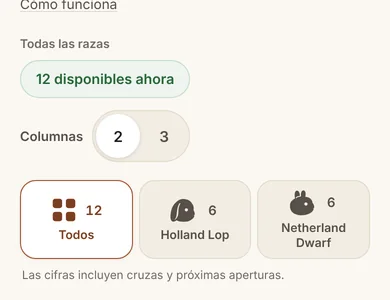 Cómo funciona
Todas las razas
12 disponibles ahora
Columnas 2 3
12
Todos
6
Holland Lop
6
Netherland
Dwarf
Las cifras incluyen cruzas y próximas aperturas.